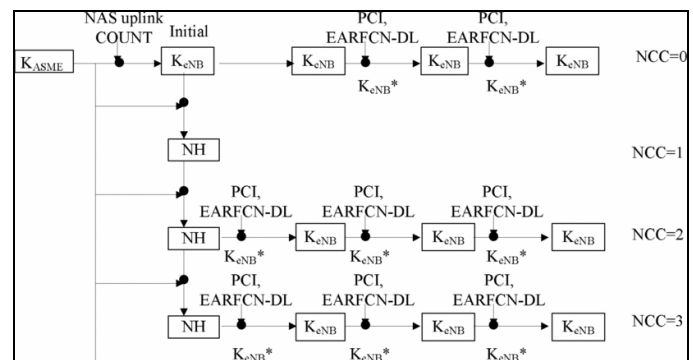 NAS uplink
COUNT
Initial
PCI,
EARFCN-DL
PCI,
EARFCN-DL
KASME
KeNB
KeNB
KeNB
KeNB
NCC=0
KeNB*
KeNB*
NH
NCC=1
PCI,
EARFCN-DL
PCI,
EARFCN-DL
PCI,
EARFCN-DL
NH
KeNB
KeNB
KeNB
NCC=2
KeNB*
KeNB*
KeNB*
PCI,
EARFCN-DL
PCI,
EARFCN-DL
PCI,
EARFCN-DL
NH
KeNB
KeNB
KeNB
NCC=3
KeNB*
KeNB*
KeNB*